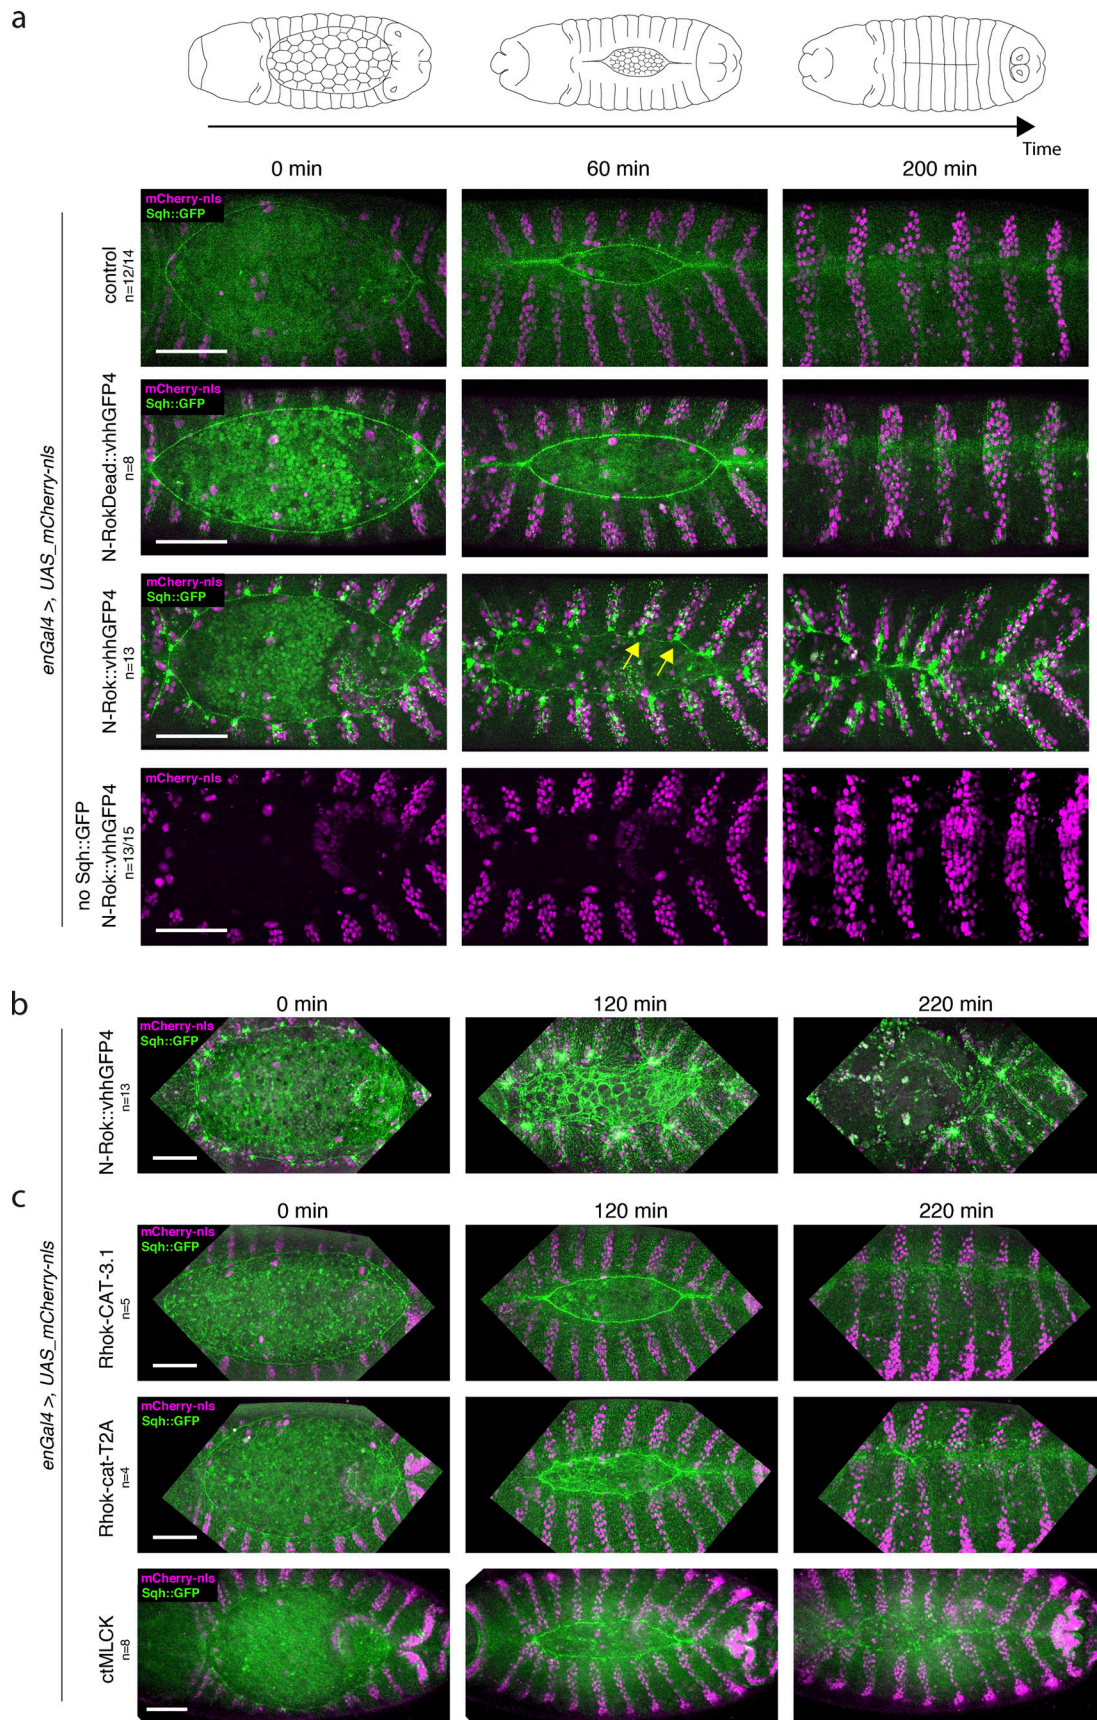 a
Time
0 min
60 min
200 min
enGal4 >, UAS_mCherry-nls
control
n=12/14
mCherry-nls
Sqh::GFP
N-RokDead::vhhGFP4
n=8
mCherry-nls
Sqh::GFP
N-Rok::vhhGFP4
n=13
mCherry-nls
Sqh::GFP
no Sqh::GFP
N-Rok::vhhGFP4
n=13/15
mCherry-nls
b
0 min
120 min
220 min
enGal4 >, UAS_mCherry-nls
N-Rok::vhhGFP4
n=13
mCherry-nls
Sqh::GFP
c
0 min
120 min
220 min
Rhok-CAT-3.1
n=5
mCherry-nls
Sqh::GFP
Rhok-cat-T2A
n=4
mCherry-nls
Sqh::GFP
ctMLCK
n=8
mCherry-nls
Sqh::GFP